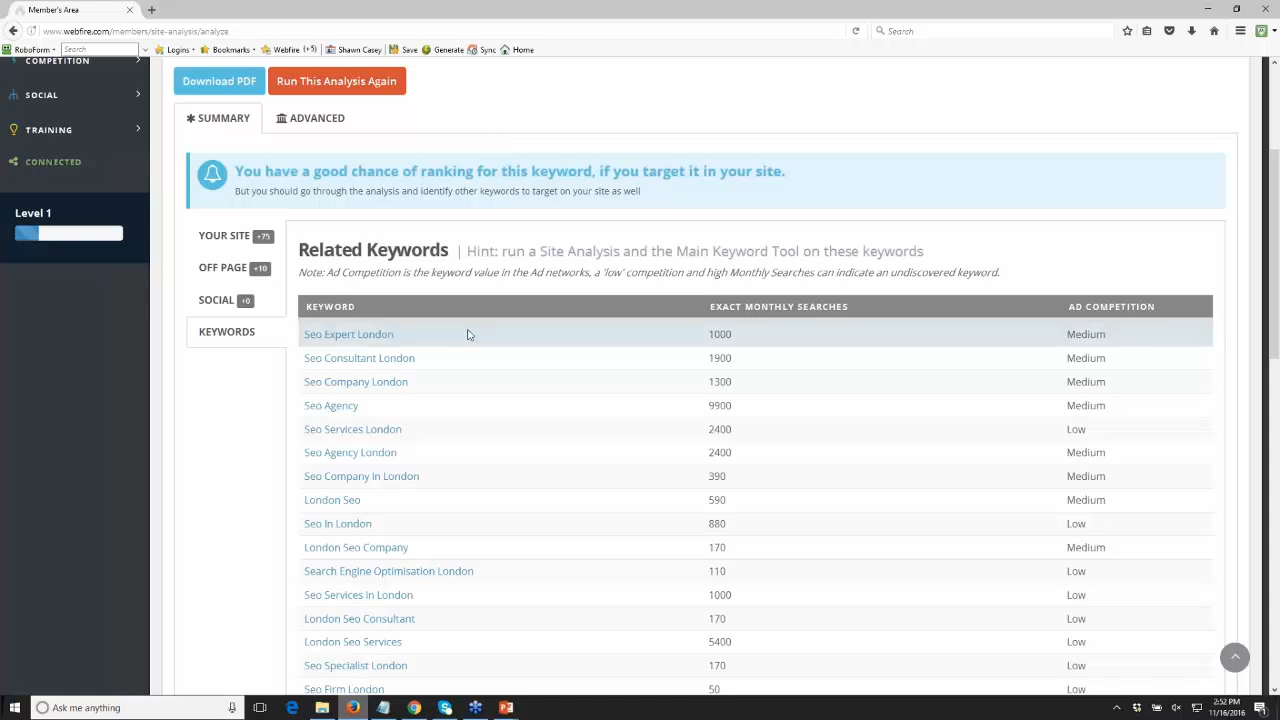 Member's Area
www.webfire.com/members/site-analysis/analyze
Search
RoboForm
Search
Logins
Bookmarks
Webfire (+5)
Shawn Casey
Save
Generate
Sync
Home
COMPETITION
SOCIAL
TRAINING
CONNECTED
Level 1
Download PDF
Run This Analysis Again
SUMMARY
ADVANCED
You have a good chance of ranking for this keyword, if you target it in your site.
But you should go through the analysis and identify other keywords to target on your site as well
YOUR SITE +75
OFF PAGE +10
SOCIAL +0
KEYWORDS
Related Keywords | Hint: run a Site Analysis and the Main Keyword Tool on these keywords
Note: Ad Competition is the keyword value in the Ad networks, a 'low' competition and high Monthly Searches can indicate an undiscovered keyword.
KEYWORD EXACT MONTHLY SEARCHES AD COMPETITION
Seo Expert London 1000 Medium
Seo Consultant London 1900 Medium
Seo Company London 1300 Medium
Seo Agency 9900 Medium
Seo Services London 2400 Low
Seo Agency London 2400 Medium
Seo Company In London 390 Medium
London Seo 590 Medium
Seo In London 880 Low
London Seo Company 170 Medium
Search Engine Optimisation London 110 Low
Seo Services In London 1000 Low
London Seo Consultant 170 Low
London Seo Services 5400 Low
Seo Specialist London 170 Low
Seo Firm London 50 Low
Ask me anything
2:52 PM
11/16/2016